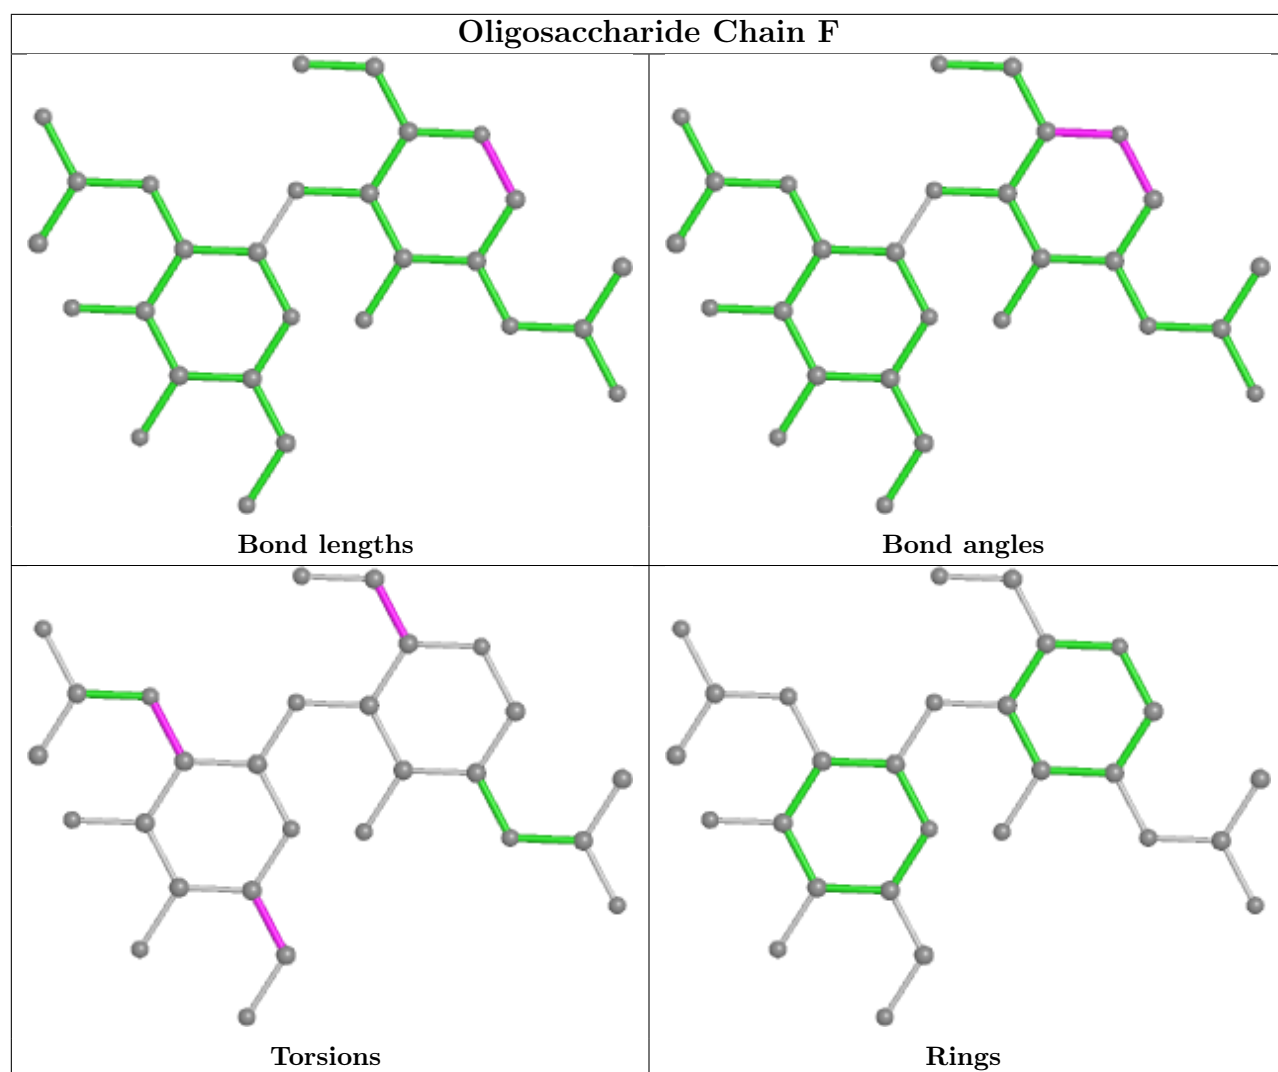 Oligosaccharide Chain F
Bond lengths
Bond angles
Torsions
Rings